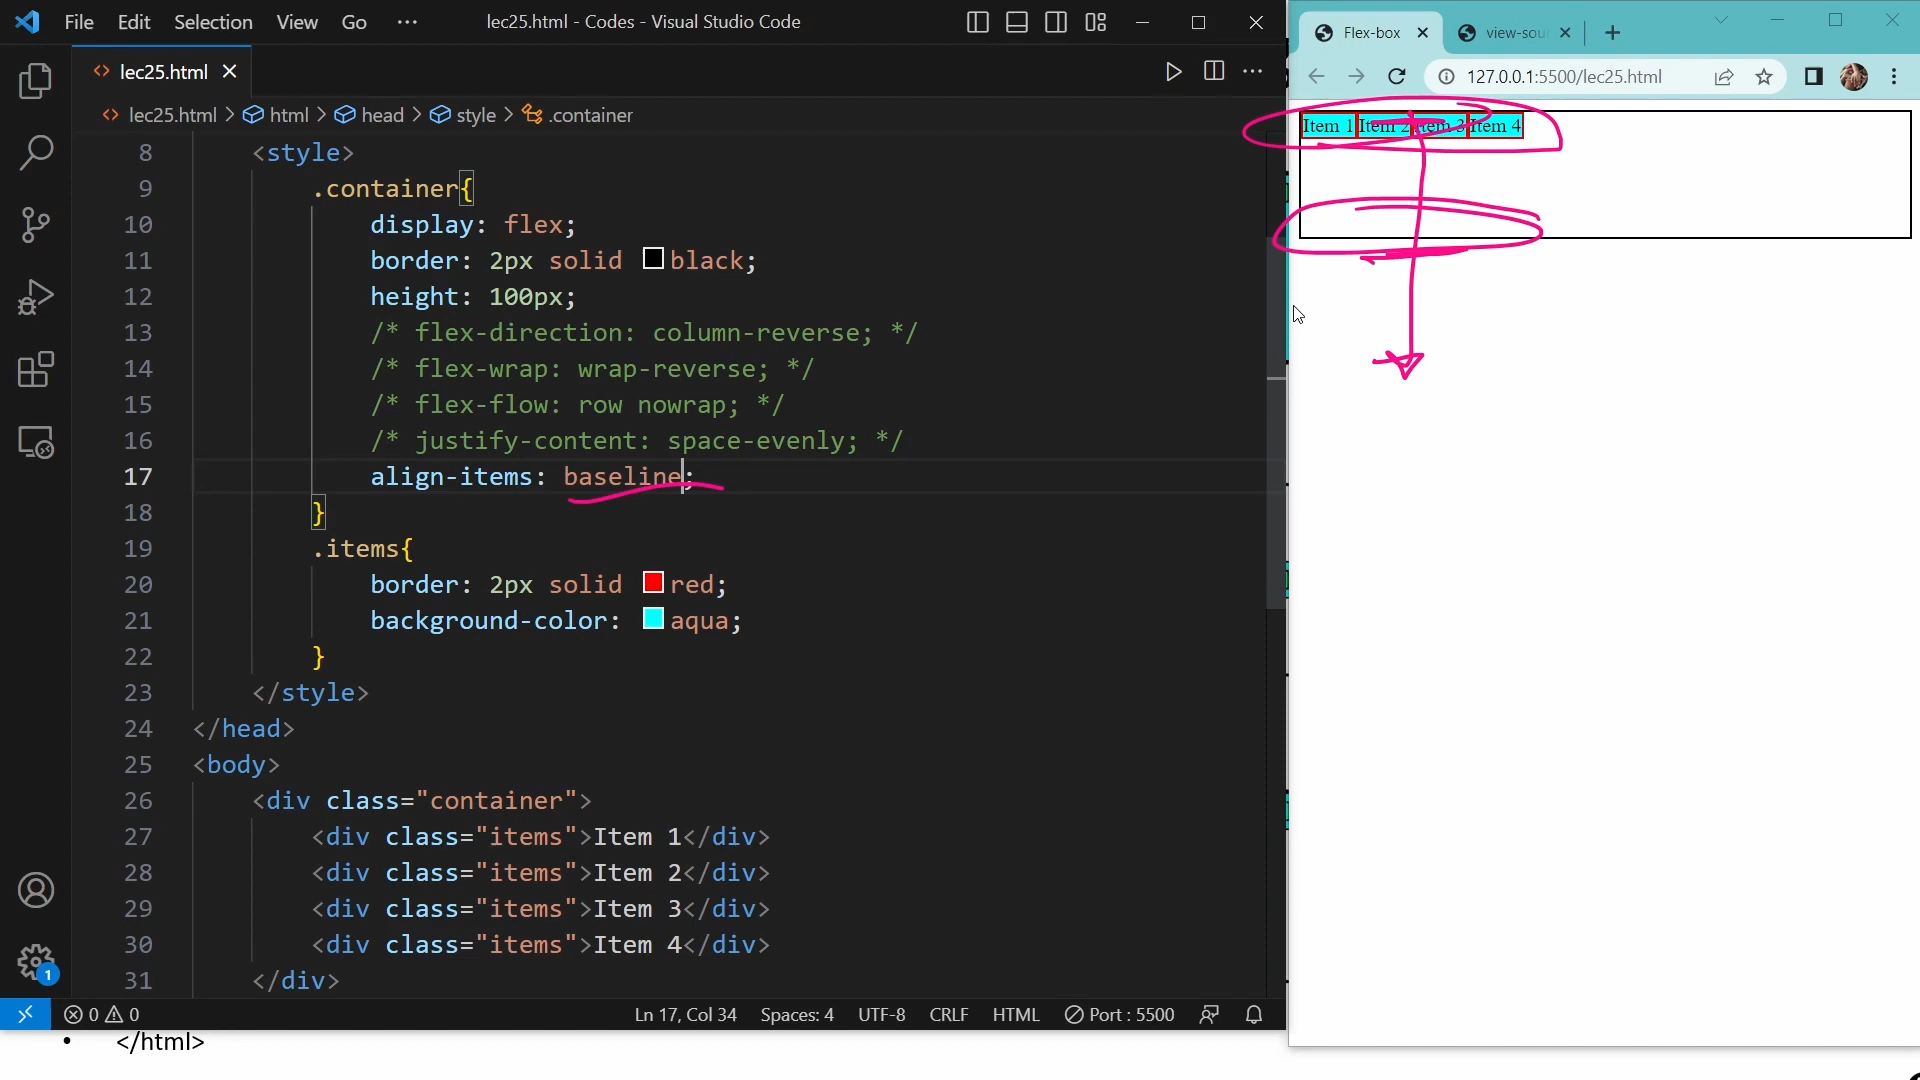 File Edit Selection View Go ··· lec25.html - Codes - Visual Studio Code
lec25.html
lec25.html > html > head > style > .container
8 <style>
9 .container{
10 display: flex;
11 border: 2px solid black;
12 height: 100px;
13 /* flex-direction: column-reverse; */
14 /* flex-wrap: wrap-reverse; */
15 /* flex-flow: row nowrap; */
16 /* justify-content: space-evenly; */
17 align-items: baseline;
18 }
19 .items{
20 border: 2px solid red;
21 background-color: aqua;
22 }
23 </style>
24 </head>
25 <body>
26 <div class="container">
27 <div class="items">Item 1</div>
28 <div class="items">Item 2</div>
29 <div class="items">Item 3</div>
30 <div class="items">Item 4</div>
31 </div>
1
0 0 Ln 17, Col 34 Spaces: 4 UTF-8 CRLF HTML Port : 5500
• </html>
Flex-box view-sou
127.0.0.1:5500/lec25.html
Item 1 Item 2 Item 3 Item 4